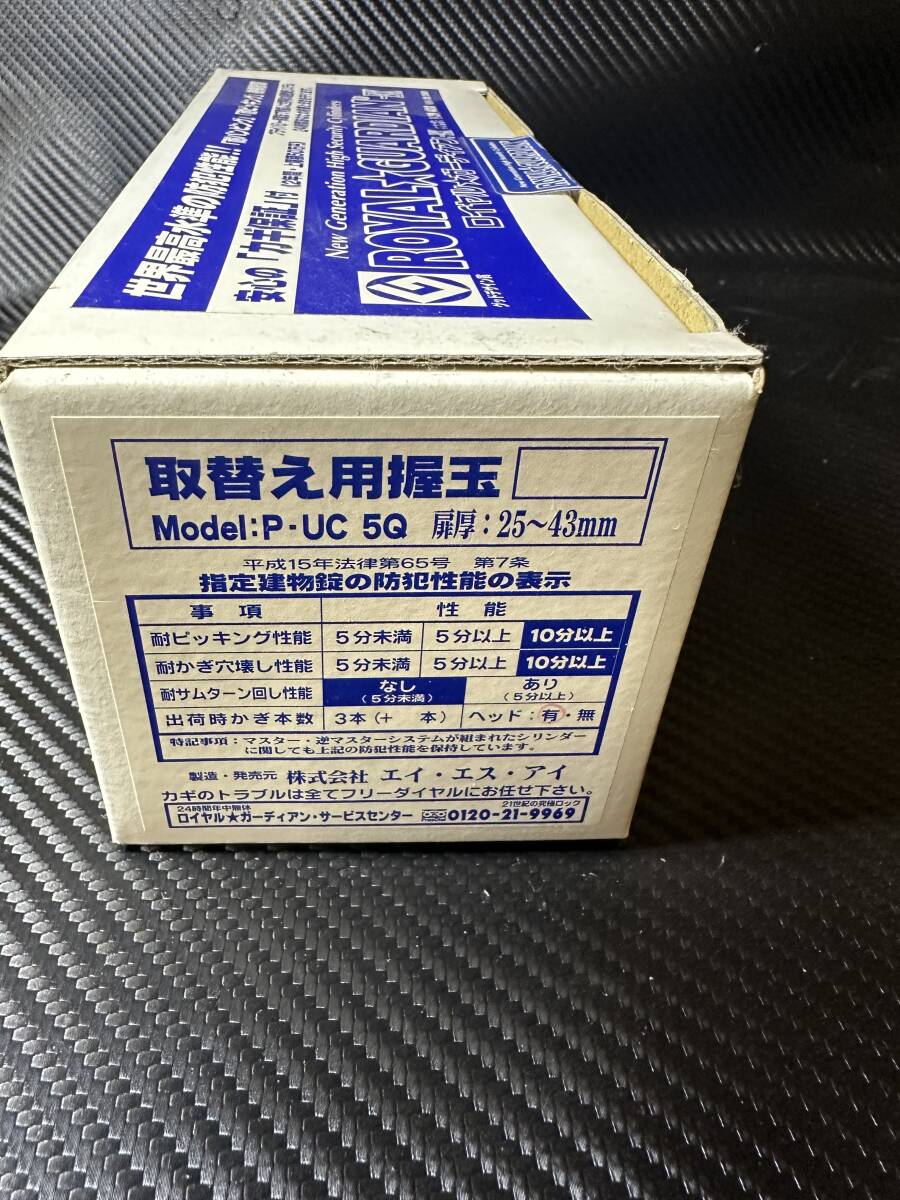 世界最高水準の防犯性能!!
安心の「カギ保証」付
New Generation High Security Cylinders
ROYAL★GUARDIAN
ロイヤル★ガーディアン
グッドデザイン賞
取替え用握玉
Model:P-UC 5Q 扉厚:25~43mm
平成15年法律第65号 第7条
指定建物錠の防犯性能の表示
事項 性能
耐ピッキング性能 5分未満 5分以上 10分以上
耐かぎ穴壊し性能 5分未満 5分以上 10分以上
耐サムターン回し性能 なし(5分未満) あり(5分以上)
出荷時かぎ本数 3本(+ 本) ヘッド:有・無
特記事項:マスター・逆マスターシステムが組まれたシリンダー
に関しても上記の防犯性能を保持しています。
製造・発売元 株式会社 エイ・エス・アイ
カギのトラブルは全てフリーダイヤルにお任せ下さい。
24時間年中無休 21世紀の究極ロック
ロイヤル★ガーディアン・サービスセンター 0120-21-9969